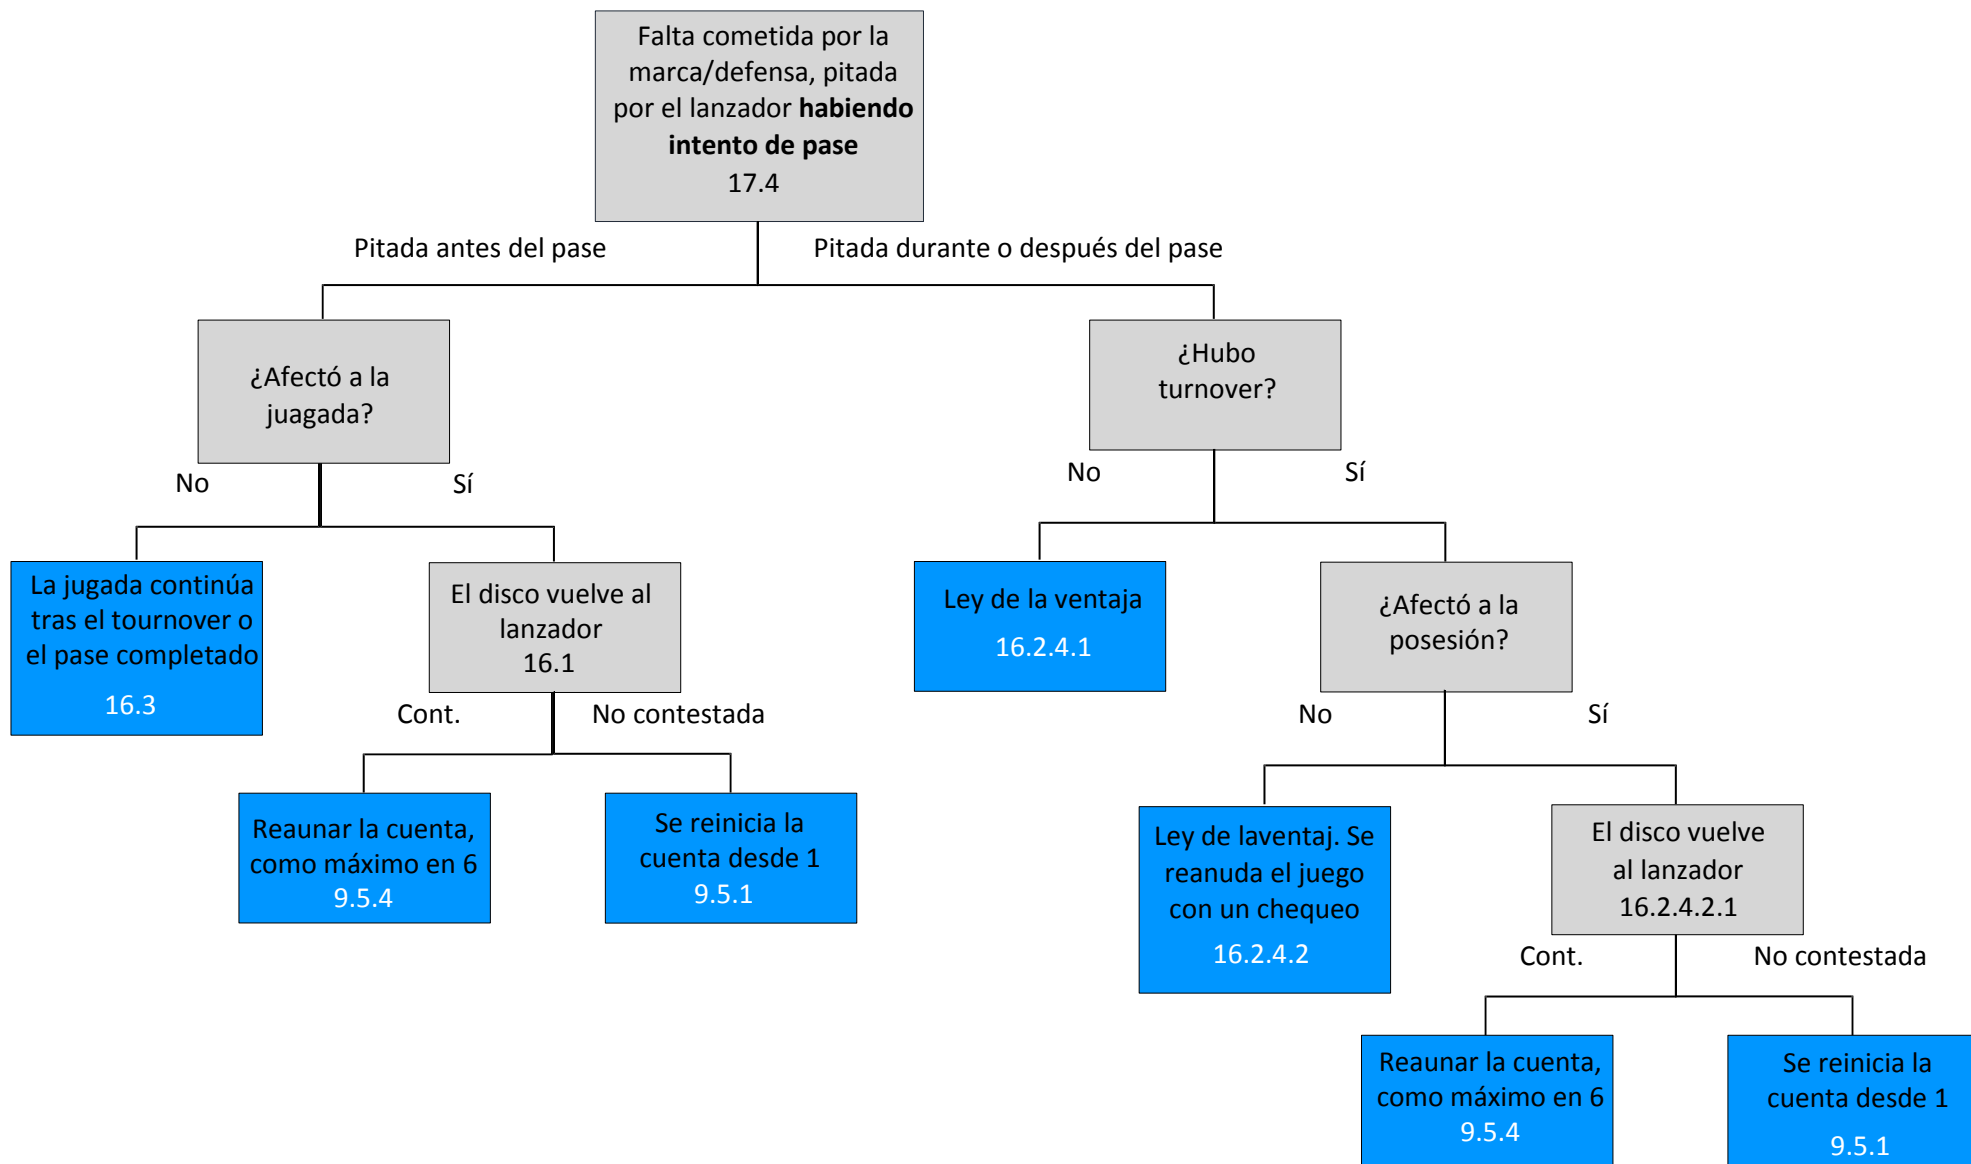 Falta cometida por la
marca/defensa, pitada
por el lanzador habiendo
intento de pase
17.4
Pitada antes del pase
Pitada durante o después del pase
¿Afectó a la
juagada?
¿Hubo
turnover?
No
Sí
No
Sí
La jugada continúa
tras el tournover o
el pase completado
16.3
El disco vuelve al
lanzador
16.1
Ley de la ventaja
16.2.4.1
¿Afectó a la
posesión?
Cont.
No contestada
No
Sí
Reaunar la cuenta,
como máximo en 6
9.5.4
Se reinicia la
cuenta desde 1
9.5.1
Ley de laventaj. Se
reanuda el juego
con un chequeo
16.2.4.2
El disco vuelve
al lanzador
16.2.4.2.1
Cont.
No contestada
Reaunar la cuenta,
como máximo en 6
9.5.4
Se reinicia la
cuenta desde 1
9.5.1